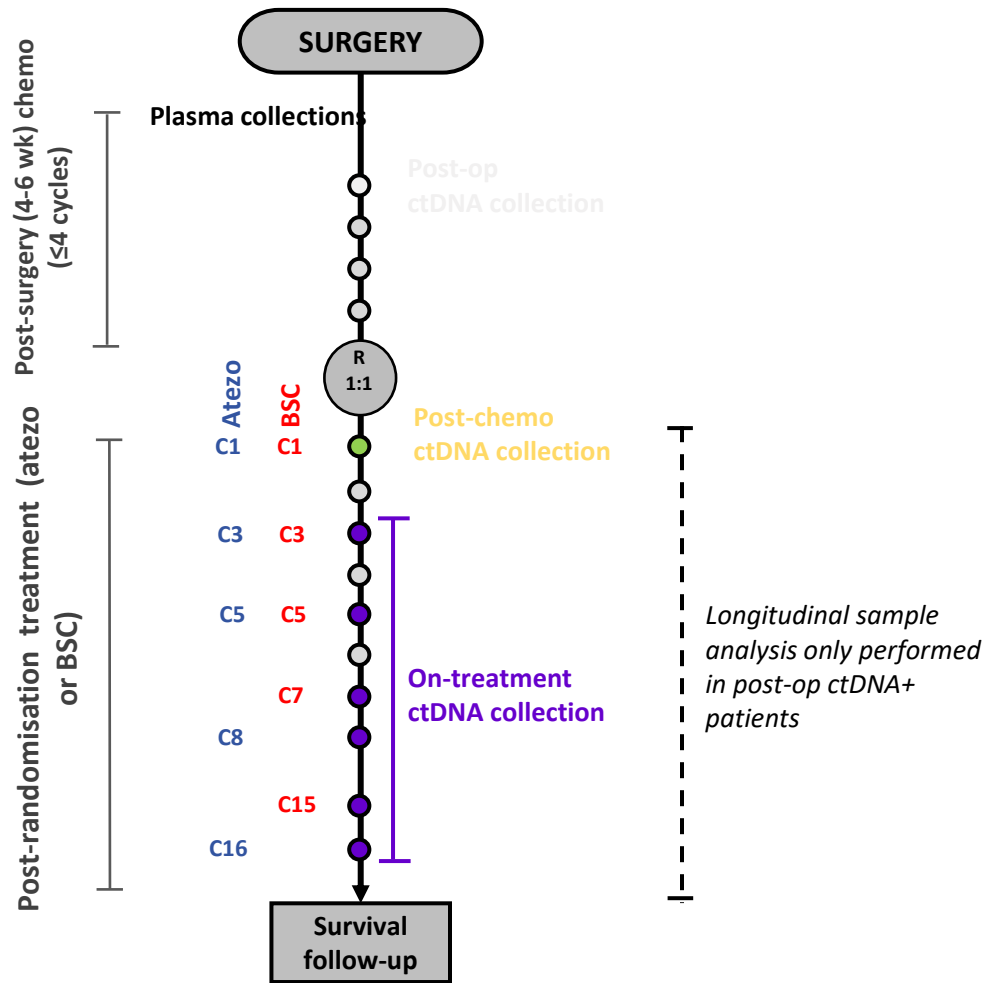 SURGERY
Post-surgery (4-6 wk) chemo
(≤4 cycles)
Plasma collections
Post-op
ctDNA collection
R
1:1
Atezo
BSC
Post-chemo
ctDNA collection
Post-randomisation treatment (atezo
or BSC)
C1 C1
C3 C3
C5 C5
C7
C8
C15
C16
On-treatment
ctDNA collection
Longitudinal sample
analysis only performed
in post-op ctDNA+
patients
Survival
follow-up